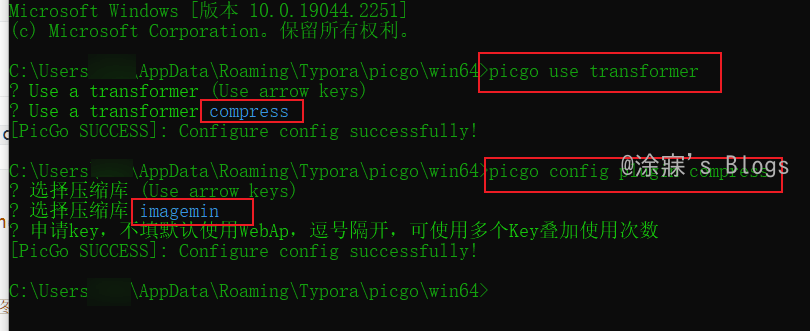 Microsoft Windows [版本 10.0.19044.2251]
(c) Microsoft Corporation。保留所有权利。
C:\Users\AppData\Roaming\Typora\picgo\win64>picgo use transformer
? Use a transformer (Use arrow keys)
? Use a transformer compress
[PicGo SUCCESS]: Configure config successfully!
C:\Users\AppData\Roaming\Typora\picgo\win64>picgo config plugin compress
@涂寐's Blogs
? 选择压缩库 (Use arrow keys)
? 选择压缩库 imagemin
? 申请key，不填默认使用WebAp，逗号隔开，可使用多个Key叠加使用次数
[PicGo SUCCESS]: Configure config successfully!
C:\Users\AppData\Roaming\Typora\picgo\win64>